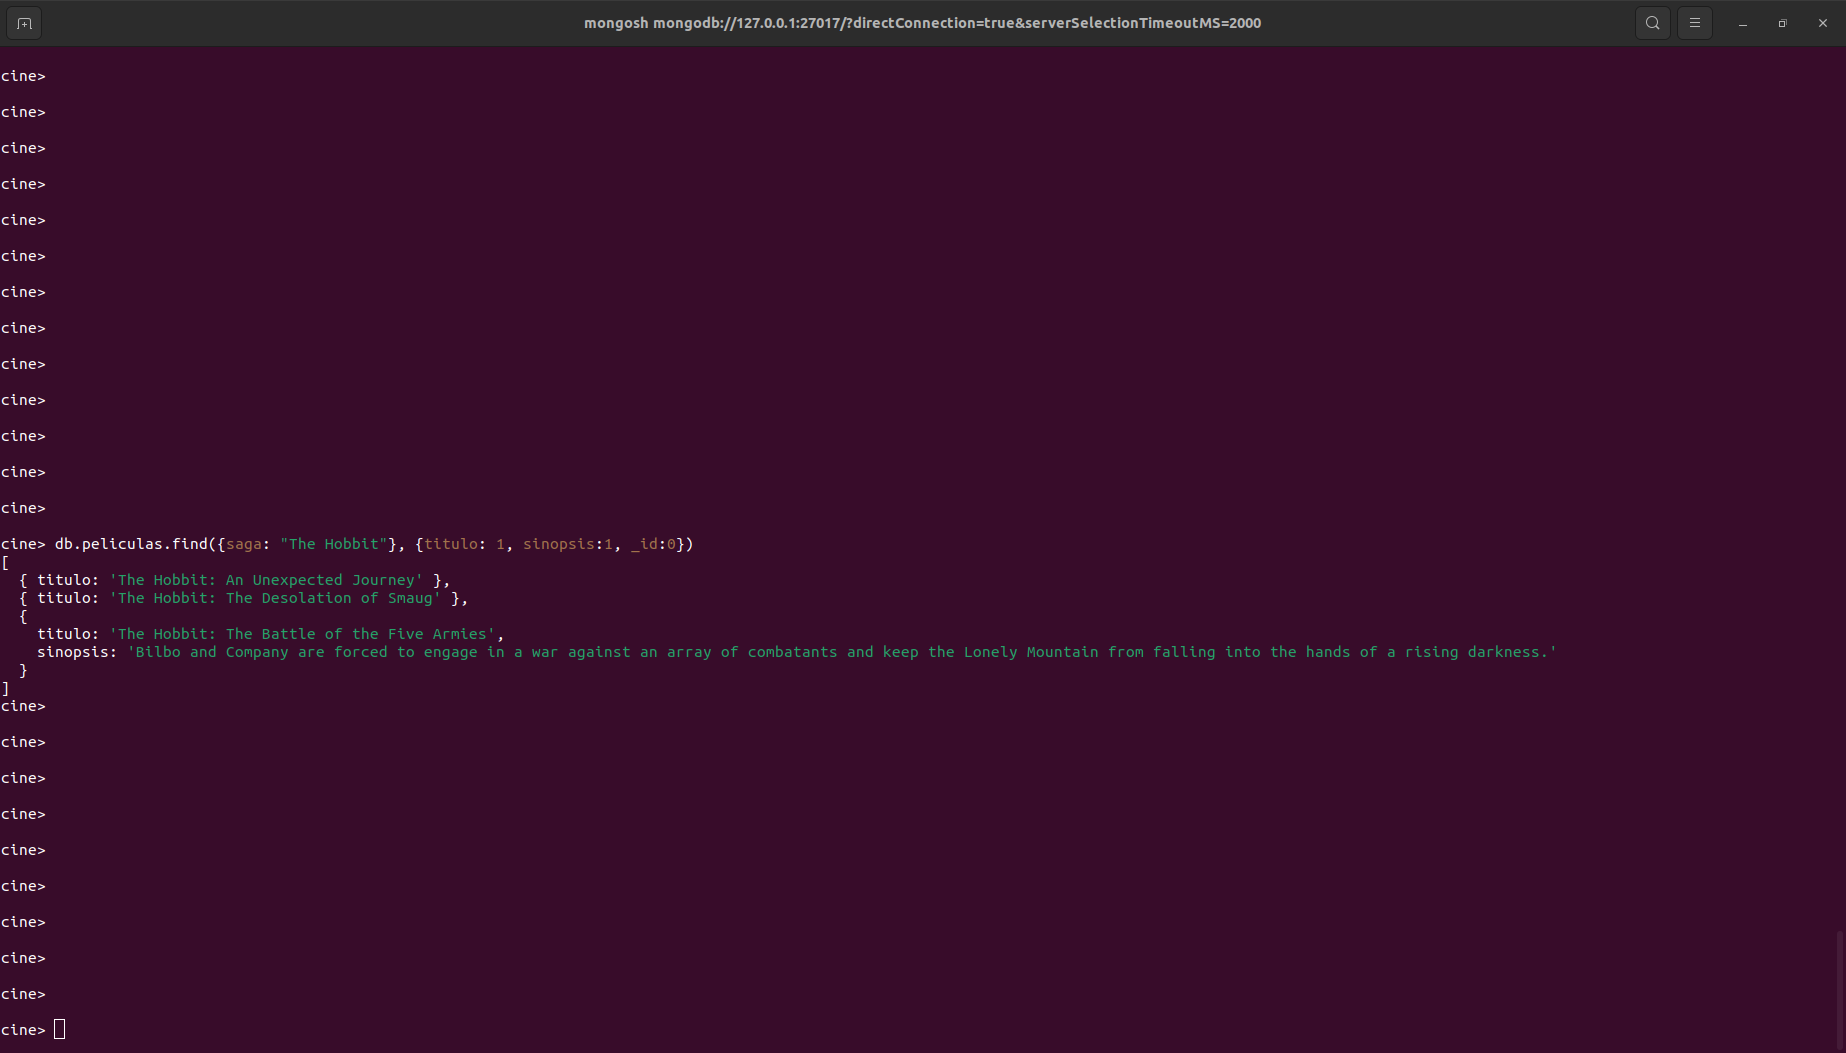 mongosh mongodb://127.0.0.1:27017/?directConnection=true&serverSelectionTimeoutMS=2000
cine>
cine>
cine>
cine>
cine>
cine>
cine>
cine>
cine>
cine>
cine>
cine>
cine>
cine> db.peliculas.find({saga: "The Hobbit"}, {titulo: 1, sinopsis:1, _id:0})
[
  { titulo: 'The Hobbit: An Unexpected Journey' },
  { titulo: 'The Hobbit: The Desolation of Smaug' },
  {
    titulo: 'The Hobbit: The Battle of the Five Armies',
    sinopsis: 'Bilbo and Company are forced to engage in a war against an array of combatants and keep the Lonely Mountain from falling into the hands of a rising darkness.'
  }
]
cine>
cine>
cine>
cine>
cine>
cine>
cine>
cine>
cine>
cine>